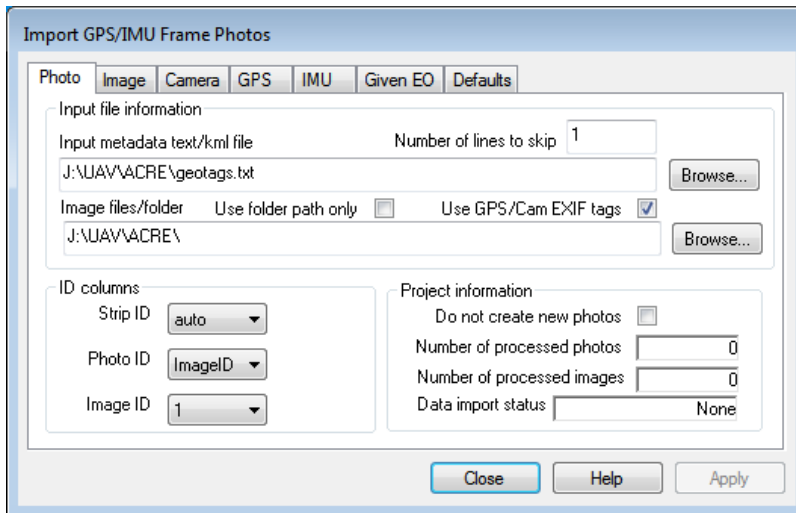 Import GPS/IMU Frame Photos
Photo Image Camera GPS IMU Given EO Defaults
Input file information
Input metadata text/kml file Number of lines to skip 1
J:\UAV\ACRE\geotags.txt Browse...
Image files/folder Use folder path only Use GPS/Cam EXIF tags
J:\UAV\ACRE\ Browse...
ID columns
Strip ID auto
Photo ID ImageID
Image ID 1
Project information
Do not create new photos
Number of processed photos 0
Number of processed images 0
Data import status None
Close Help Apply